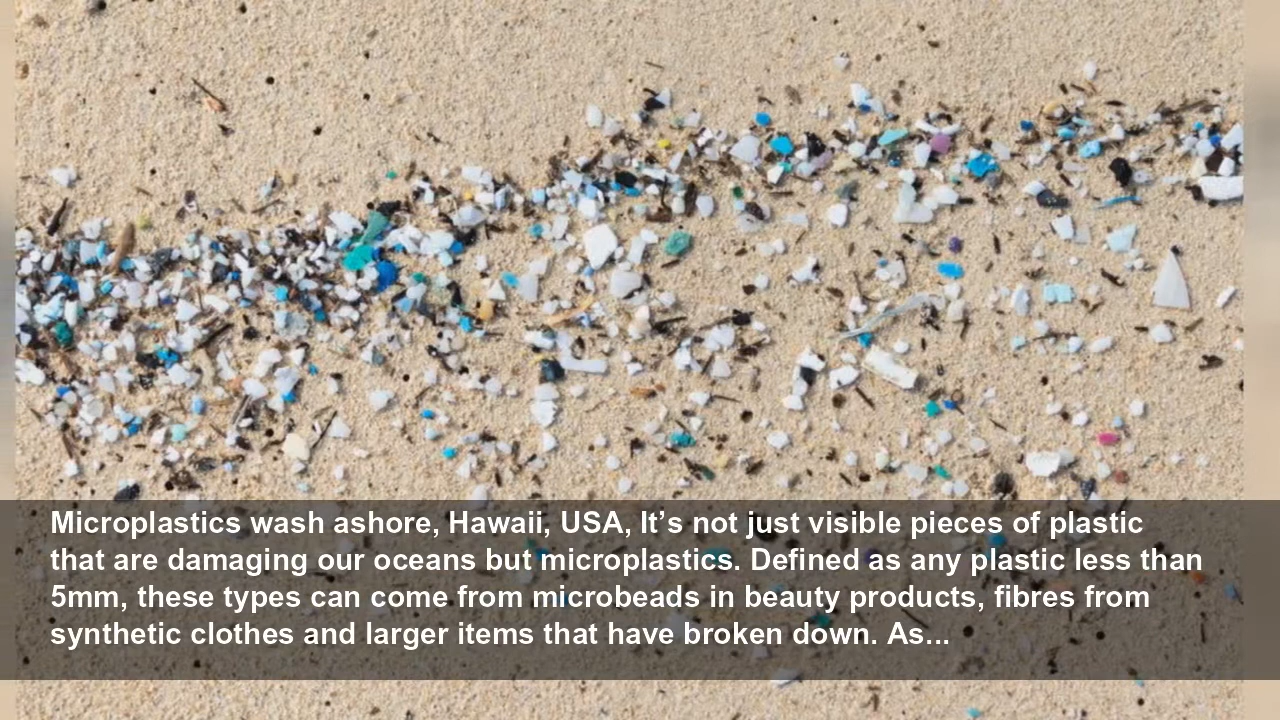 Microplastics wash ashore, Hawaii, USA, It’s not just visible pieces of plastic
that are damaging our oceans but microplastics. Defined as any plastic less than
5mm, these types can come from microbeads in beauty products, fibres from
synthetic clothes and larger items that have broken down. As...